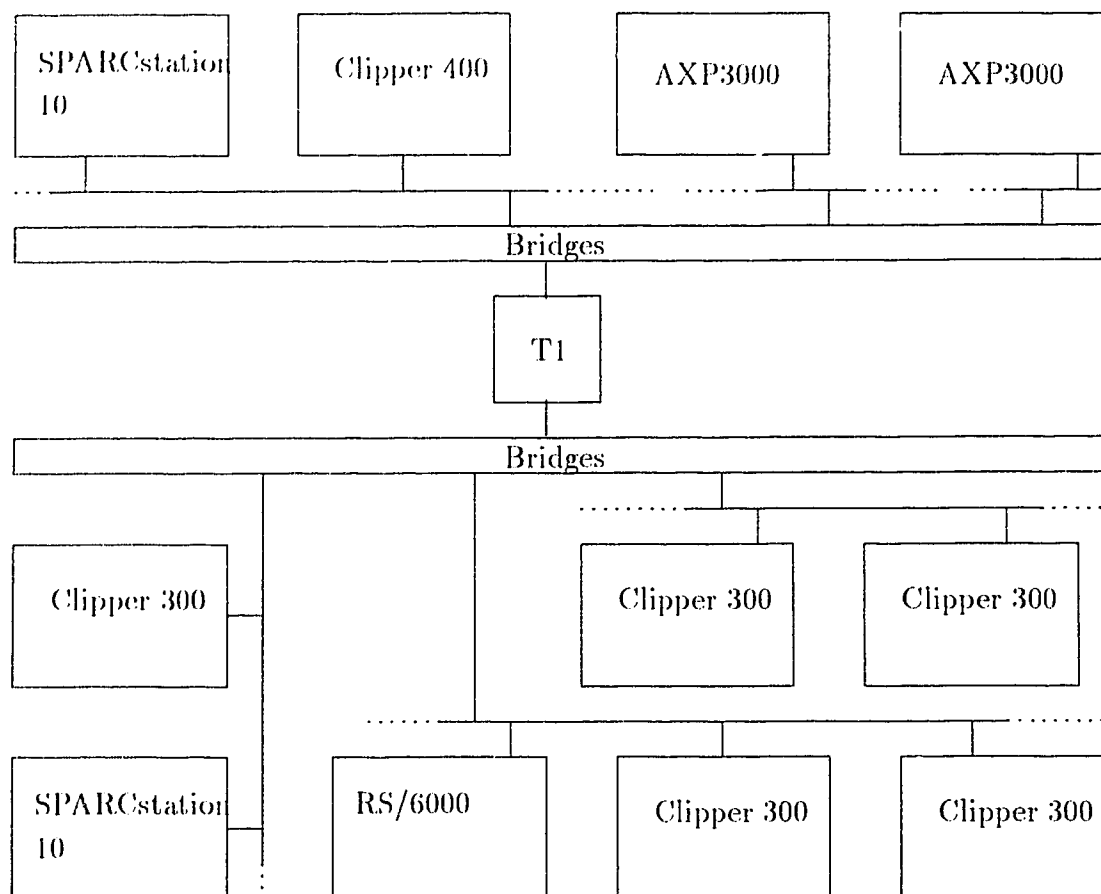 SPARCstation
10
Clipper 400
AXP3000
AXP3000
Bridges
T1
Bridges
Clipper 300
Clipper 300
Clipper 300
SPARCstation
10
RS/6000
Clipper 300
Clipper 300